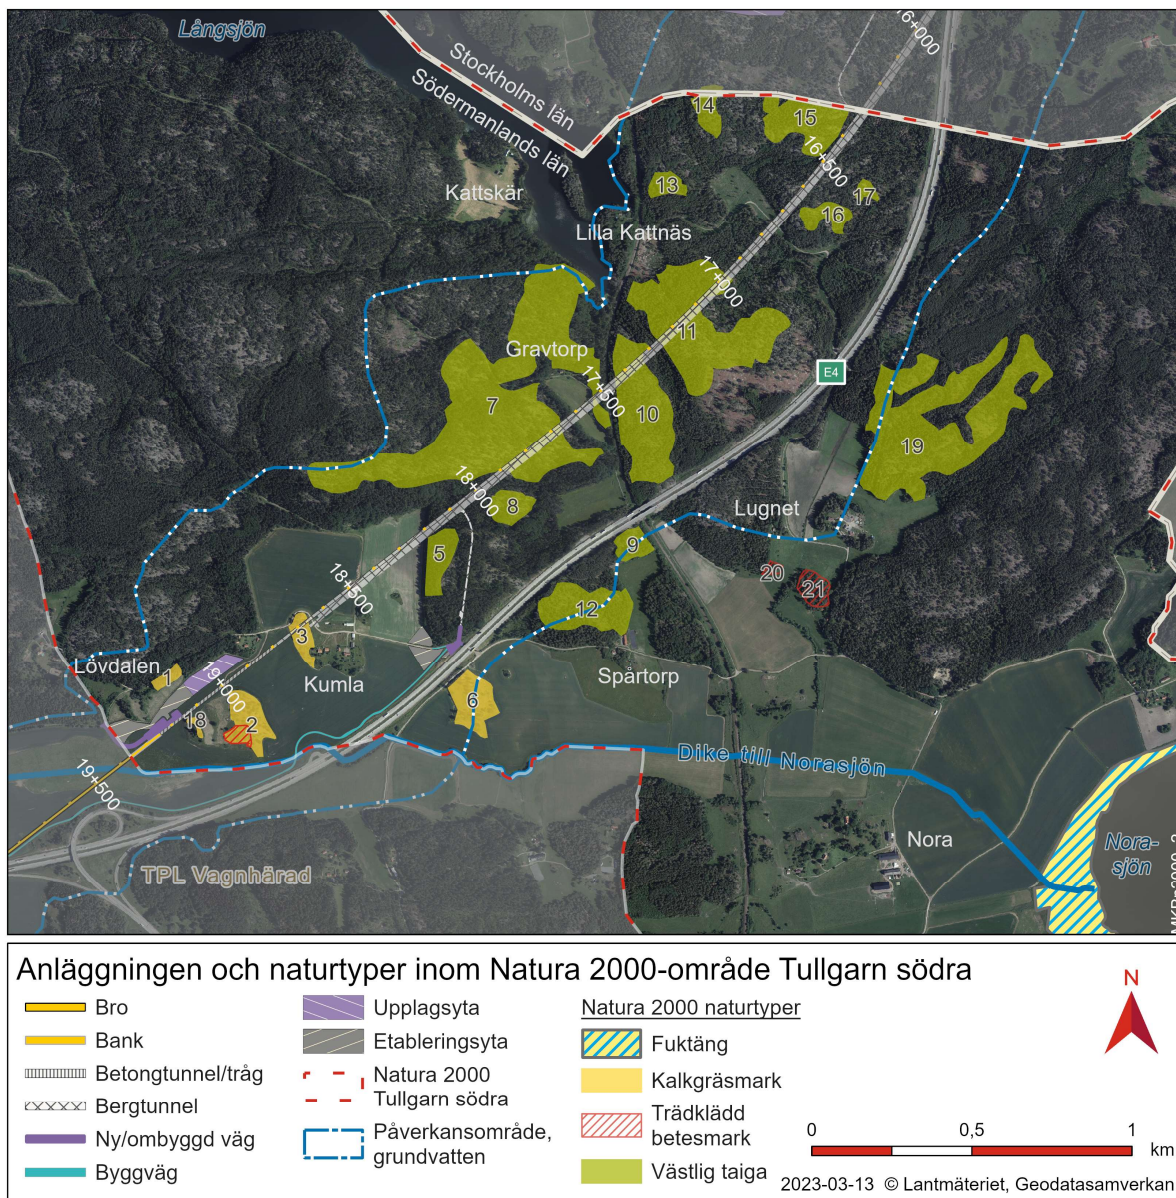 Långsjön
Stockholms län
Södermanlands län
16+000
14
15
16+500
Kattskär
13
17
16
Lilla Kattnäs
17+000
11
Gravtorp
E4
17+500
7
10
19
18+000
8
Lugnet
5
9
20
21
18+500
12
3
Lövdalen
1
19+000
Kumla
Spårtorp
6
18
2
Dike till Norasjön
19+500
Nora
Nora-
sjön
TPL Vagnhärad
Anläggningen och naturtyper inom Natura 2000-område Tullgarn södra
Bro
Bank
Betongtunnel/tråg
Bergtunnel
Ny/ombyggd väg
Byggväg
Upplagsyta
Etableringsyta
Natura 2000
Tullgarn södra
Påverkansområde,
grundvatten
Natura 2000 naturtyper
Fuktäng
Kalkgräsmark
Trädklädd
betesmark
Västlig taiga
N
0
0,5
1
km
2023-03-13 © Lantmäteriet, Geodatasamverkan